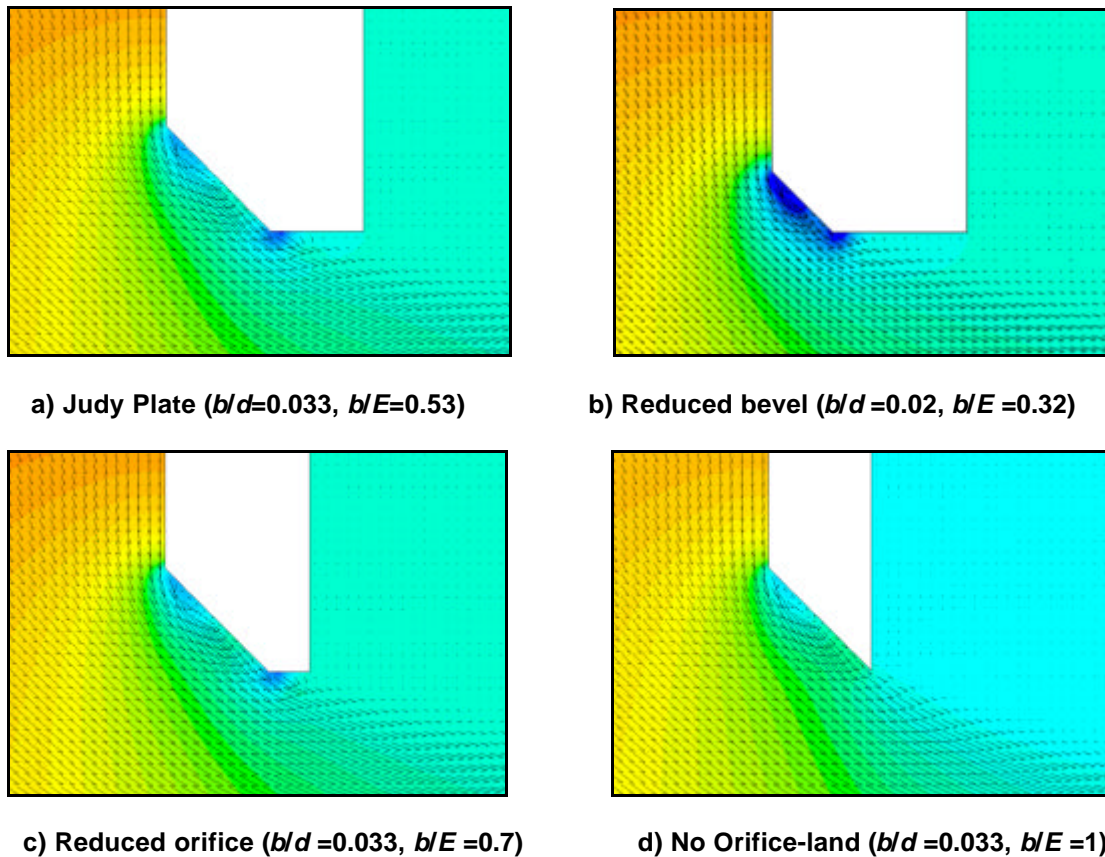 a) Judy Plate (b/d=0.033, b/E=0.53)
b) Reduced bevel (b/d =0.02, b/E =0.32)
c) Reduced orifice (b/d =0.033, b/E=0.7)
d) No Orifice-land (b/d =0.033, b/E=1)